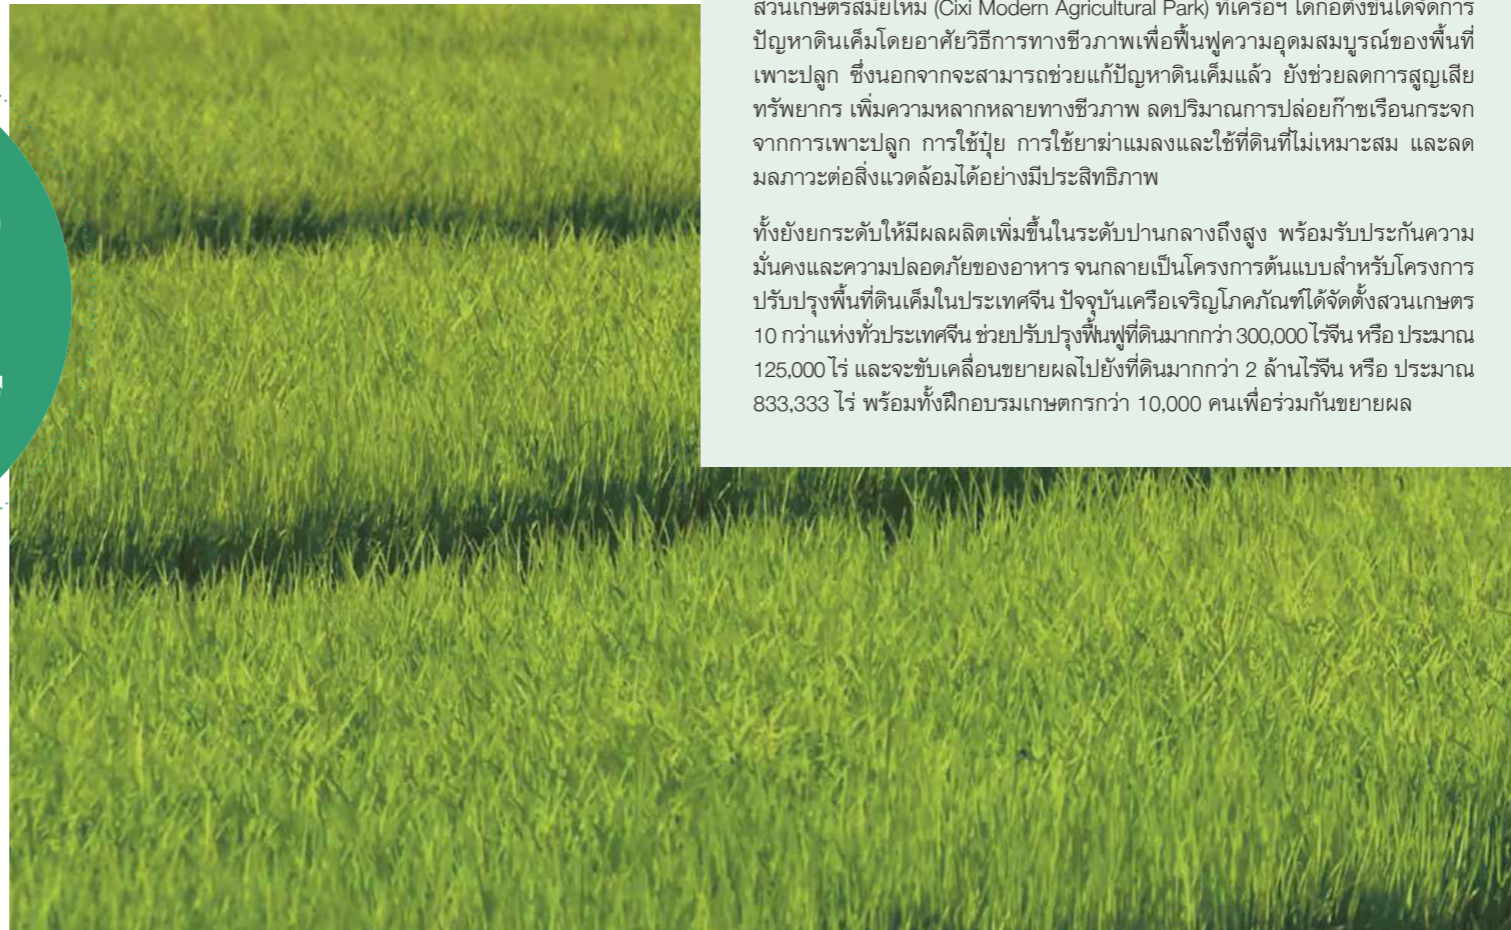 สวนเกษตรสมัยใหม่ (Cixi Modern Agricultural Park) ที่เครือฯ ได้ก่อตั้งขึ้นได้จัดการ
ปัญหาดินเค็มโดยอาศัยวิธีการทางชีวภาพเพื่อฟื้นฟูความอุดมสมบูรณ์ของพื้นที่
เพาะปลูก ซึ่งนอกจากจะสามารถช่วยแก้ปัญหาดินเค็มแล้ว ยังช่วยลดการสูญเสีย
ทรัพยากร เพิ่มความหลากหลายทางชีวภาพ ลดปริมาณการปล่อยก๊าซเรือนกระจก
จากการเพาะปลูก การใช้ปุ๋ย การใช้ยาฆ่าแมลงและใช้ที่ดินที่ไม่เหมาะสม และลด
มลภาวะต่อสิ่งแวดล้อมได้อย่างมีประสิทธิภาพ
ทั้งยังยกระดับให้มีผลผลิตเพิ่มขึ้นในระดับปานกลางถึงสูง พร้อมรับประกันความ
มั่นคงและความปลอดภัยของอาหาร จนกลายเป็นโครงการต้นแบบสำหรับโครงการ
ปรับปรุงพื้นที่ดินเค็มในประเทศจีน ปัจจุบันเครือเจริญโภคภัณฑ์ได้จัดตั้งสวนเกษตร
10 กว่าแห่งทั่วประเทศจีน ช่วยปรับปรุงฟื้นฟูที่ดินมากกว่า 300,000 ไร่จีน หรือ ประมาณ
125,000 ไร่ และจะขับเคลื่อนขยายผลไปยังที่ดินมากกว่า 2 ล้านไร่จีน หรือ ประมาณ
833,333 ไร่ พร้อมทั้งฝึกอบรมเกษตกรกว่า 10,000 คนเพื่อร่วมกันขยายผล